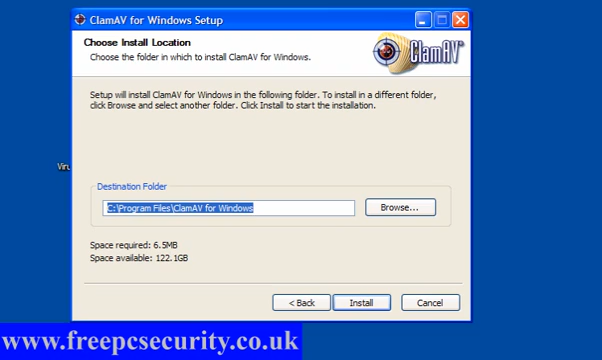 ClamAV for Windows Setup
Choose Install Location
Choose the folder in which to install ClamAV for Windows.
ClamAV
Setup will install ClamAV for Windows in the following folder. To install in a different folder,
click Browse and select another folder. Click Install to start the installation.
Destination Folder
C:\Program Files\ClamAV for Windows
Browse...
Space required: 6.5MB
Space available: 122.1GB
< Back
Install
Cancel
www.freepcsecurity.co.uk